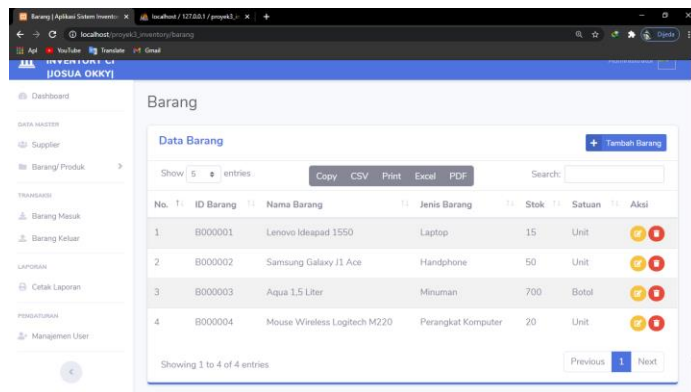 Barang | Aplikasi Sistem Inventor
localhost / 127.0.0.1 / proyek3_i
localhost/proyek3_inventory/barang
Dijeda
Apl YouTube Translate Gmail
INVENTORY CI
|JOSUA OKKY|
Administrator
Dashboard
DATA MASTER
Supplier
Barang/ Produk
TRANSAKSI
Barang Masuk
Barang Keluar
LAPORAN
Cetak Laporan
PENGATURAN
Manajemen User
Barang
Data Barang
+ Tambah Barang
Show 5 entries
Copy CSV Print Excel PDF
Search:
No. ID Barang Nama Barang Jenis Barang Stok Satuan Aksi
1 B000001 Lenovo Ideapad 1550 Laptop 15 Unit
2 B000002 Samsung Galaxy J1 Ace Handphone 50 Unit
3 B000003 Aqua 1,5 Liter Minuman 700 Botol
4 B000004 Mouse Wireless Logitech M220 Perangkat Komputer 20 Unit
Showing 1 to 4 of 4 entries
Previous 1 Next